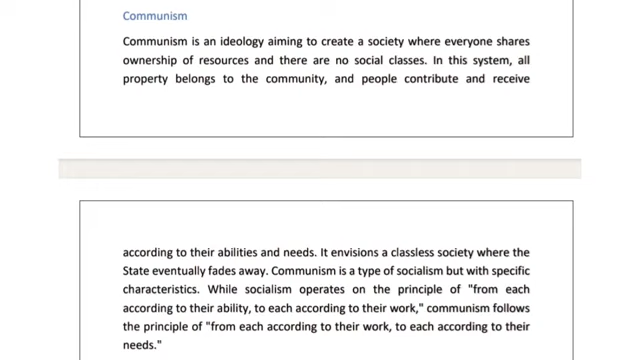 Communism
Communism is an ideology aiming to create a society where everyone shares
ownership of resources and there are no social classes. In this system, all
property belongs to the community, and people contribute and receive
according to their abilities and needs. It envisions a classless society where the
State eventually fades away. Communism is a type of socialism but with specific
characteristics. While socialism operates on the principle of "from each
according to their ability, to each according to their work," communism follows
the principle of "from each according to their work, to each according to their
needs."